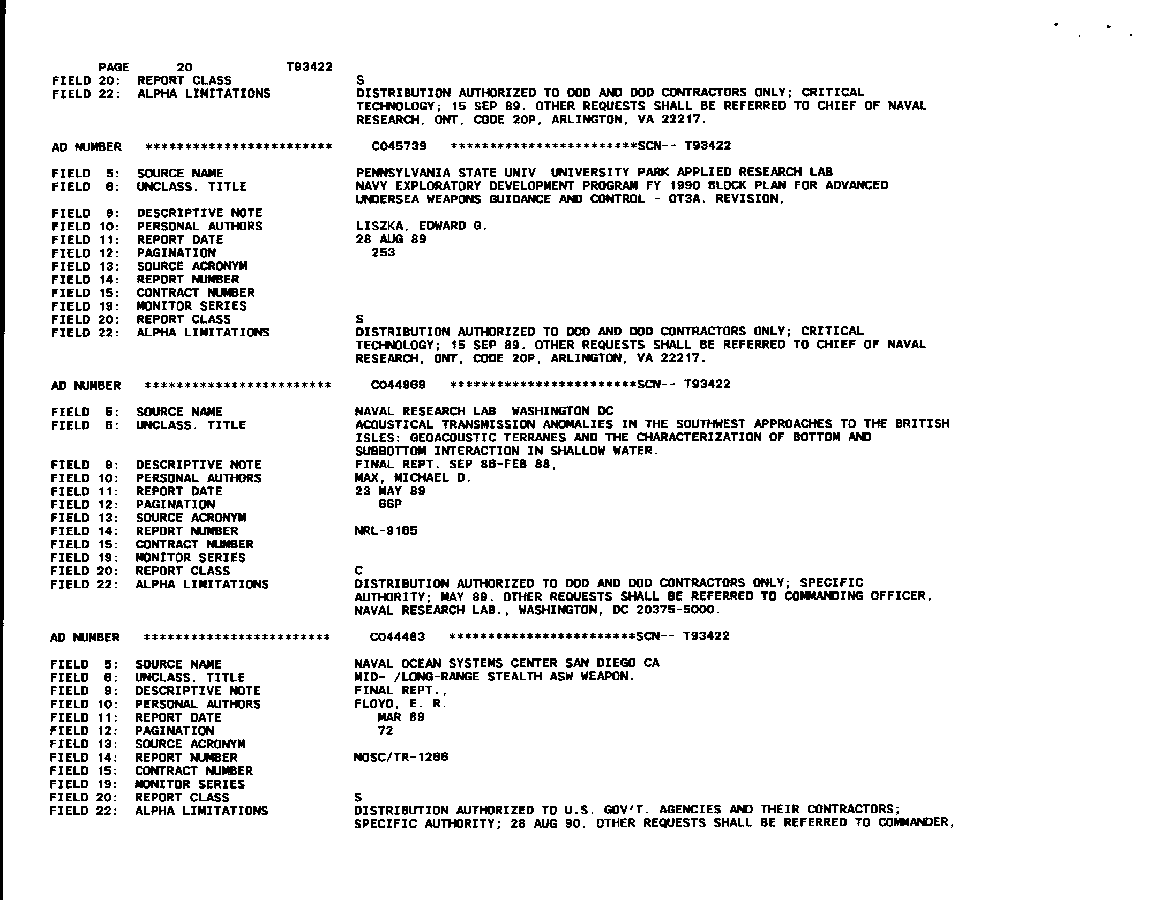 PAGE 20 T93422
FIELD 20: REPORT CLASS S
FIELD 22: ALPHA LIMITATIONS DISTRIBUTION AUTHORIZED TO DOD AND DOD CONTRACTORS ONLY; CRITICAL
TECHNOLOGY; 15 SEP 89. OTHER REQUESTS SHALL BE REFERRED TO CHIEF OF NAVAL
RESEARCH, ONT, CODE 20P, ARLINGTON, VA 22217.
AD NUMBER ************************ C045739 ************************SCN-- T93422
FIELD 5: SOURCE NAME PENNSYLVANIA STATE UNIV UNIVERSITY PARK APPLIED RESEARCH LAB
FIELD 6: UNCLASS. TITLE NAVY EXPLORATORY DEVELOPMENT PROGRAM FY 1990 BLOCK PLAN FOR ADVANCED
UNDERSEA WEAPONS GUIDANCE AND CONTROL - OT3A. REVISION,
FIELD 9: DESCRIPTIVE NOTE
FIELD 10: PERSONAL AUTHORS LISZKA, EDWARD G.
FIELD 11: REPORT DATE 28 AUG 89
FIELD 12: PAGINATION 253
FIELD 13: SOURCE ACRONYM
FIELD 14: REPORT NUMBER
FIELD 15: CONTRACT NUMBER
FIELD 19: MONITOR SERIES
FIELD 20: REPORT CLASS S
FIELD 22: ALPHA LIMITATIONS DISTRIBUTION AUTHORIZED TO DOD AND DOD CONTRACTORS ONLY; CRITICAL
TECHNOLOGY; 15 SEP 89. OTHER REQUESTS SHALL BE REFERRED TO CHIEF OF NAVAL
RESEARCH, ONT, CODE 20P, ARLINGTON, VA 22217.
AD NUMBER ************************ C044969 ************************SCN-- T93422
FIELD 5: SOURCE NAME NAVAL RESEARCH LAB WASHINGTON DC
FIELD 6: UNCLASS. TITLE ACOUSTICAL TRANSMISSION ANOMALIES IN THE SOUTHWEST APPROACHES TO THE BRITISH
ISLES: GEOACOUSTIC TERRANES AND THE CHARACTERIZATION OF BOTTOM AND
SUBBOTTOM INTERACTION IN SHALLOW WATER.
FIELD 9: DESCRIPTIVE NOTE FINAL REPT. SEP 86-FEB 88,
FIELD 10: PERSONAL AUTHORS MAX, MICHAEL D.
FIELD 11: REPORT DATE 23 MAY 89
FIELD 12: PAGINATION 66P
FIELD 13: SOURCE ACRONYM
FIELD 14: REPORT NUMBER NRL-9165
FIELD 15: CONTRACT NUMBER
FIELD 19: MONITOR SERIES
FIELD 20: REPORT CLASS C
FIELD 22: ALPHA LIMITATIONS DISTRIBUTION AUTHORIZED TO DOD AND DOD CONTRACTORS ONLY; SPECIFIC
AUTHORITY; MAY 89. OTHER REQUESTS SHALL BE REFERRED TO COMMANDING OFFICER,
NAVAL RESEARCH LAB., WASHINGTON, DC 20375-5000.
AD NUMBER ************************ C044483 ************************SCN-- T93422
FIELD 5: SOURCE NAME NAVAL OCEAN SYSTEMS CENTER SAN DIEGO CA
FIELD 6: UNCLASS. TITLE MID- /LONG-RANGE STEALTH ASW WEAPON.
FIELD 9: DESCRIPTIVE NOTE FINAL REPT.,
FIELD 10: PERSONAL AUTHORS FLOYD, E. R.
FIELD 11: REPORT DATE MAR 89
FIELD 12: PAGINATION 72
FIELD 13: SOURCE ACRONYM
FIELD 14: REPORT NUMBER NOSC/TR-1266
FIELD 15: CONTRACT NUMBER
FIELD 19: MONITOR SERIES
FIELD 20: REPORT CLASS S
FIELD 22: ALPHA LIMITATIONS DISTRIBUTION AUTHORIZED TO U.S. GOV'T. AGENCIES AND THEIR CONTRACTORS;
SPECIFIC AUTHORITY; 28 AUG 90. OTHER REQUESTS SHALL BE REFERRED TO COMMANDER,